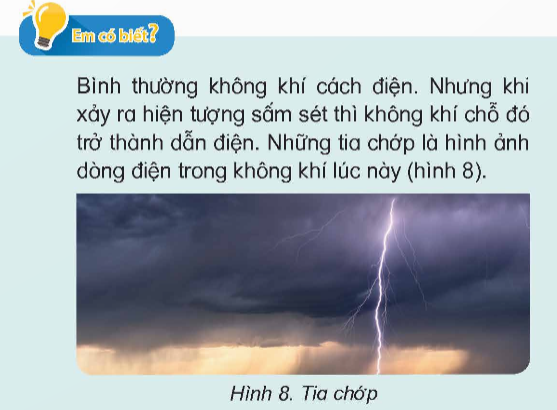 Em có biết?
Bình thường không khí cách điện. Nhưng khi
xảy ra hiện tượng sấm sét thì không khí chỗ đó
trở thành dẫn điện. Những tia chớp là hình ảnh
dòng điện trong không khí lúc này (hình 8).
Hình 8. Tia chớp